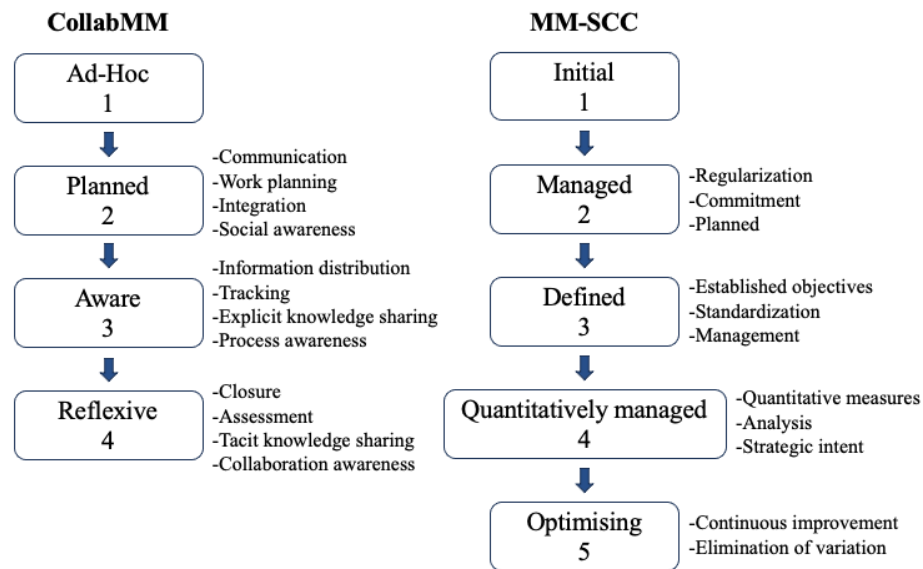 CollabMM
Ad-Hoc
1
Planned
2
-Communication
-Work planning
-Integration
-Social awareness
Aware
3
-Information distribution
-Tracking
-Explicit knowledge sharing
-Process awareness
Reflexive
4
-Closure
-Assessment
-Tacit knowledge sharing
-Collaboration awareness
MM-SCC
Initial
1
Managed
2
-Regularization
-Commitment
-Planned
Defined
3
-Established objectives
-Standardization
-Management
Quantitatively managed
4
-Quantitative measures
-Analysis
-Strategic intent
Optimising
5
-Continuous improvement
-Elimination of variation